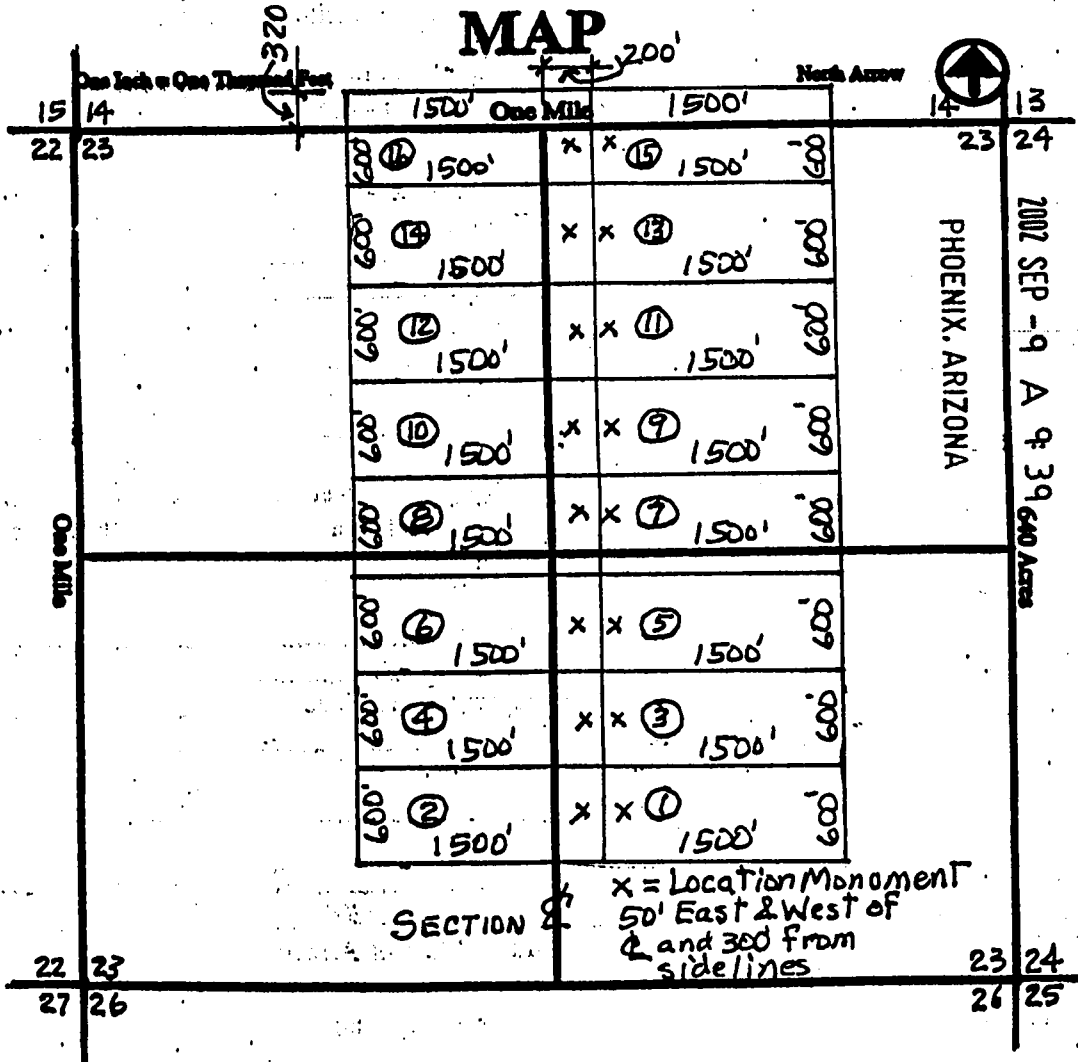 MAP
320
200'
One Inch = One Thousand Feet
North Arrow
1500' One Mile 1500'
15 14
14 13
22 23
23 24
600' 16 1500' x x 15 1500' 600'
600' 14 1500' x x 13 1500' 600'
600' 12 1500' x x 11 1500' 600'
600' 10 1500' x x 9 1500' 600'
600' 8 1500' x x 7 1500' 600'
600' 6 1500' x x 5 1500' 600'
600' 4 1500' x x 3 1500' 600'
600' 2 1500' x x 1 1500' 600'
One Mile
PHOENIX, ARIZONA
2002 SEP -9 A 9: 39
640 Acres
SECTION ℄
x = Location Monument
50' East & West of
℄ and 300' from
sidelines
22 23
27 26
23 24
26 25